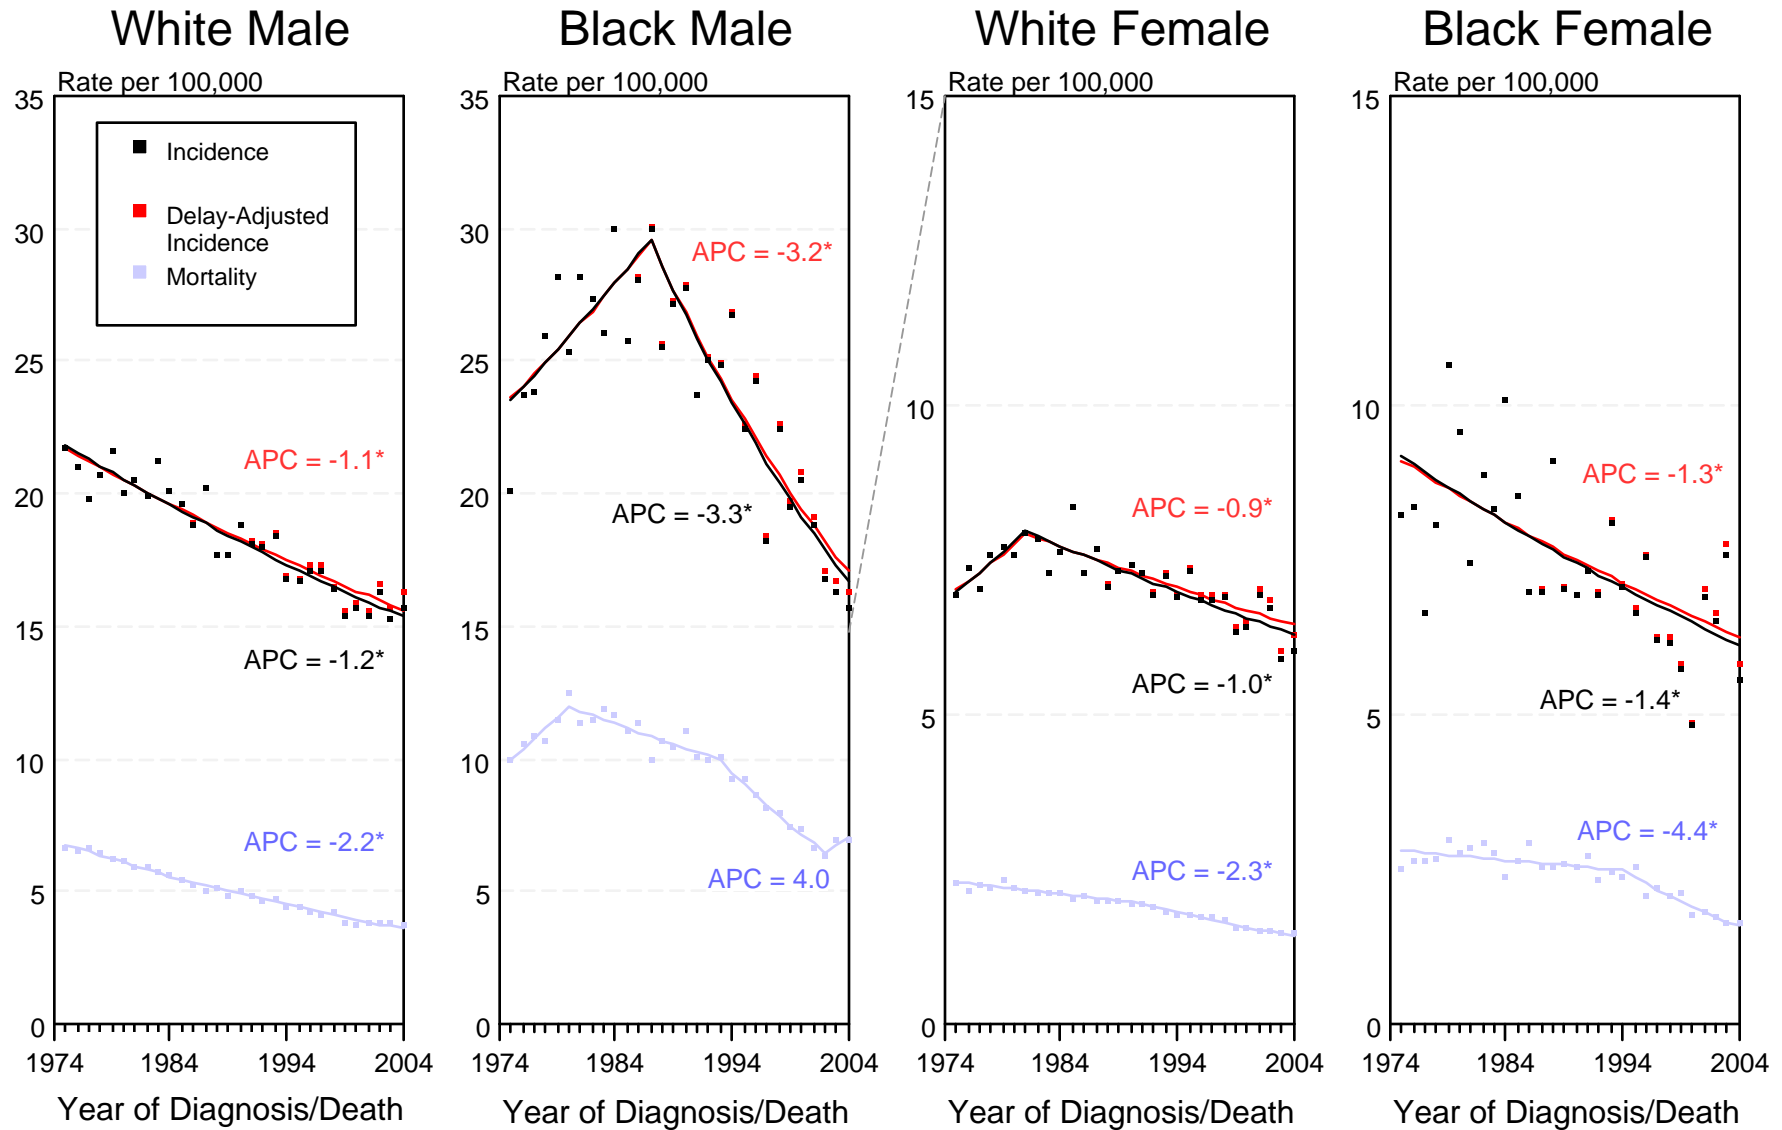 White Male
Black Male
White Female
Black Female
Rate per 100,000
Rate per 100,000
Rate per 100,000
Rate per 100,000
35
30
25
20
15
10
5
0
Incidence
Delay-Adjusted
Incidence
Mortality
APC = -1.1*
APC = -1.2*
APC = -2.2*
1974
1984
1994
2004
Year of Diagnosis/Death
35
30
25
20
15
10
5
0
APC = -3.2*
APC = -3.3*
APC = 4.0
1974
1984
1994
2004
Year of Diagnosis/Death
15
10
5
0
APC = -0.9*
APC = -1.0*
APC = -2.3*
1974
1984
1994
2004
Year of Diagnosis/Death
15
10
5
0
APC = -1.3*
APC = -1.4*
APC = -4.4*
1974
1984
1994
2004
Year of Diagnosis/Death